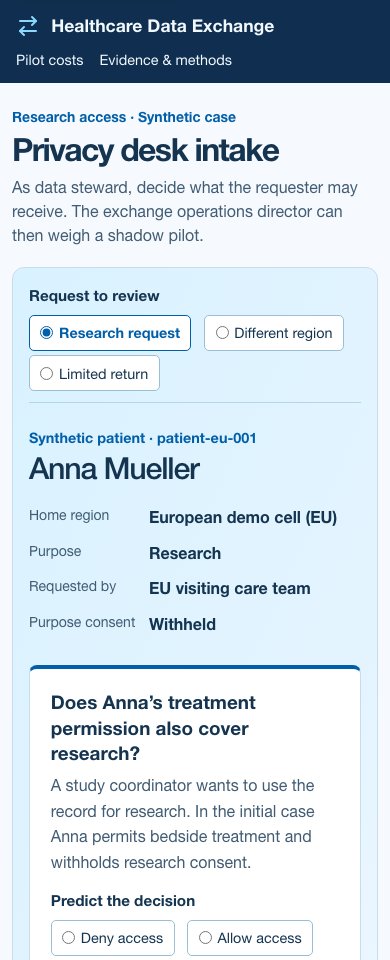 Healthcare Data Exchange
Pilot costs Evidence & methods
Research access · Synthetic case
Privacy desk intake
As data steward, decide what the requester may
receive. The exchange operations director can
then weigh a shadow pilot.
Request to review
Research request Different region
Limited return
Synthetic patient · patient-eu-001
Anna Mueller
Home region European demo cell (EU)
Purpose Research
Requested by EU visiting care team
Purpose consent Withheld
Does Anna’s treatment
permission also cover
research?
A study coordinator wants to use the
record for research. In the initial case
Anna permits bedside treatment and
withholds research consent.
Predict the decision
Deny access Allow access